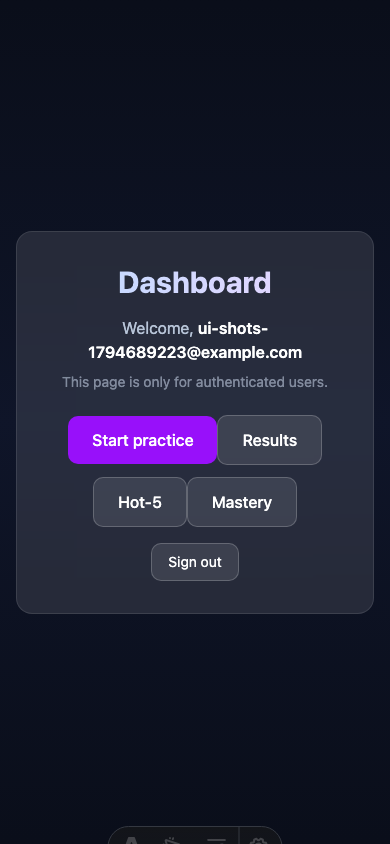 Dashboard
Welcome, ui-shots-
1794689223@example.com
This page is only for authenticated users.
Start practice
Results
Hot-5
Mastery
Sign out